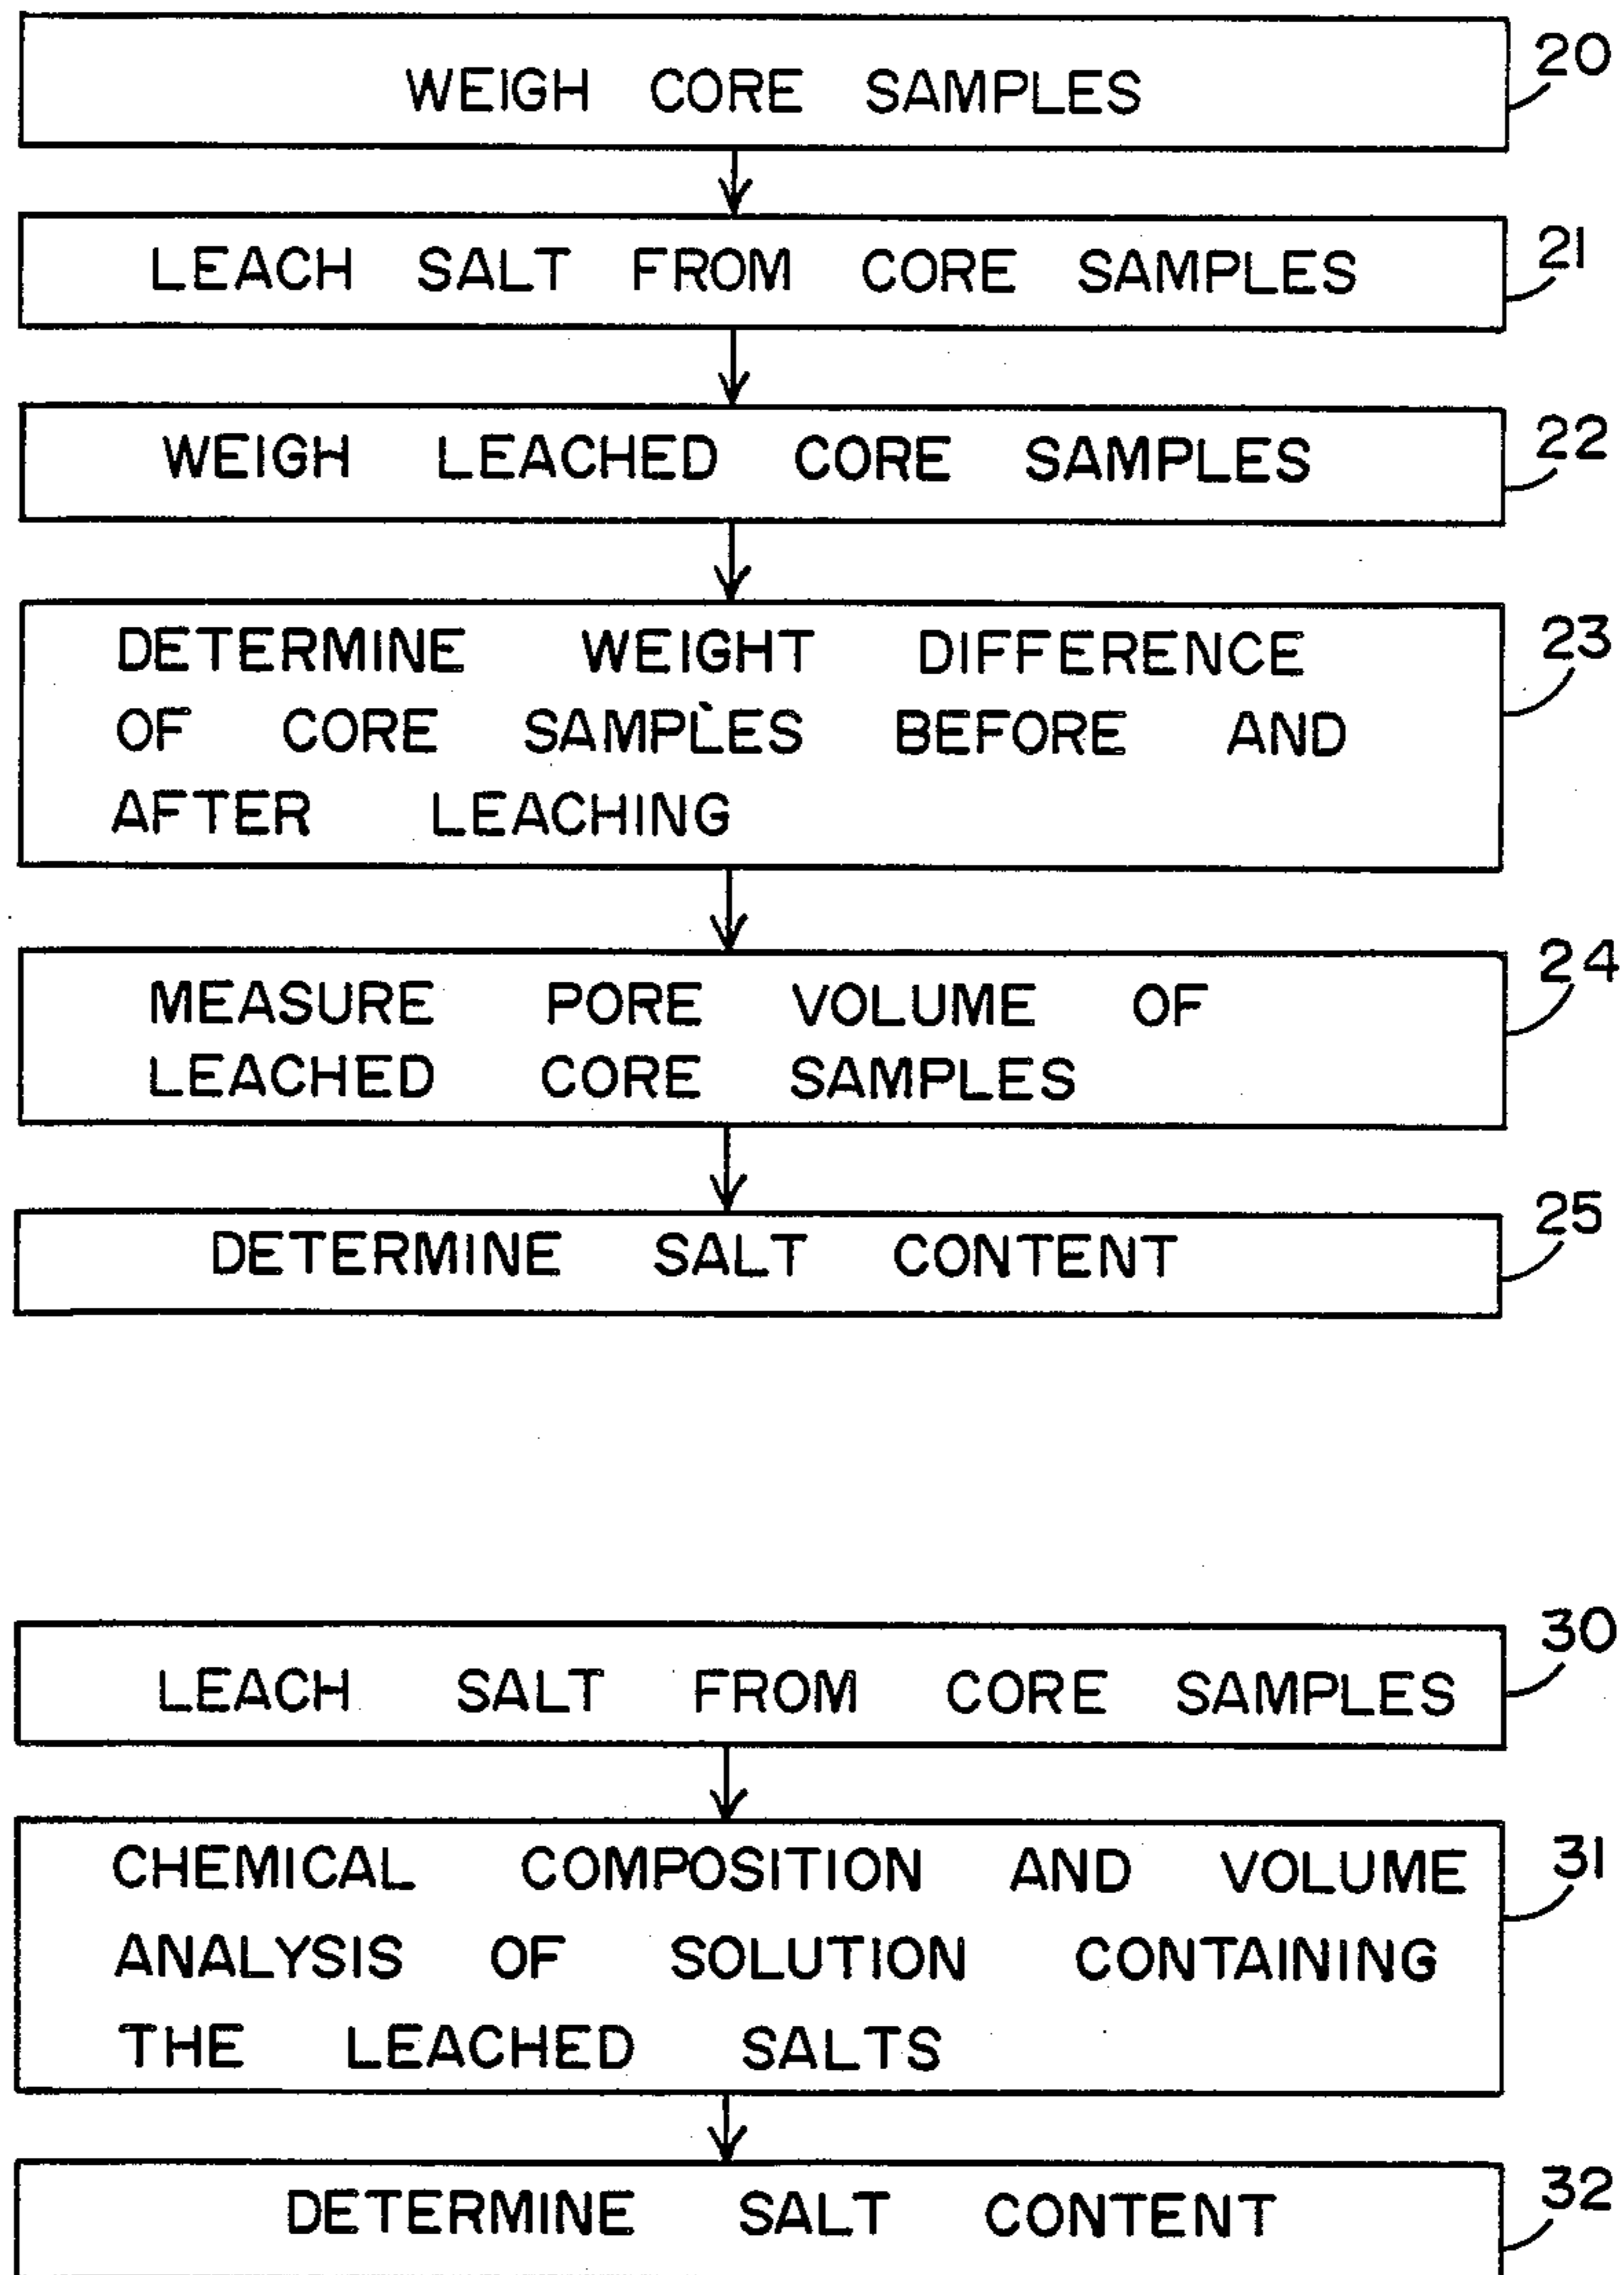 WEIGH CORE SAMPLES
20
LEACH SALT FROM CORE SAMPLES
21
WEIGH LEACHED CORE SAMPLES
22
DETERMINE WEIGHT DIFFERENCE
OF CORE SAMPLES BEFORE AND
AFTER LEACHING
23
MEASURE PORE VOLUME OF
LEACHED CORE SAMPLES
24
DETERMINE SALT CONTENT
25
LEACH SALT FROM CORE SAMPLES
30
CHEMICAL COMPOSITION AND VOLUME
ANALYSIS OF SOLUTION CONTAINING
THE LEACHED SALTS
31
DETERMINE SALT CONTENT
32